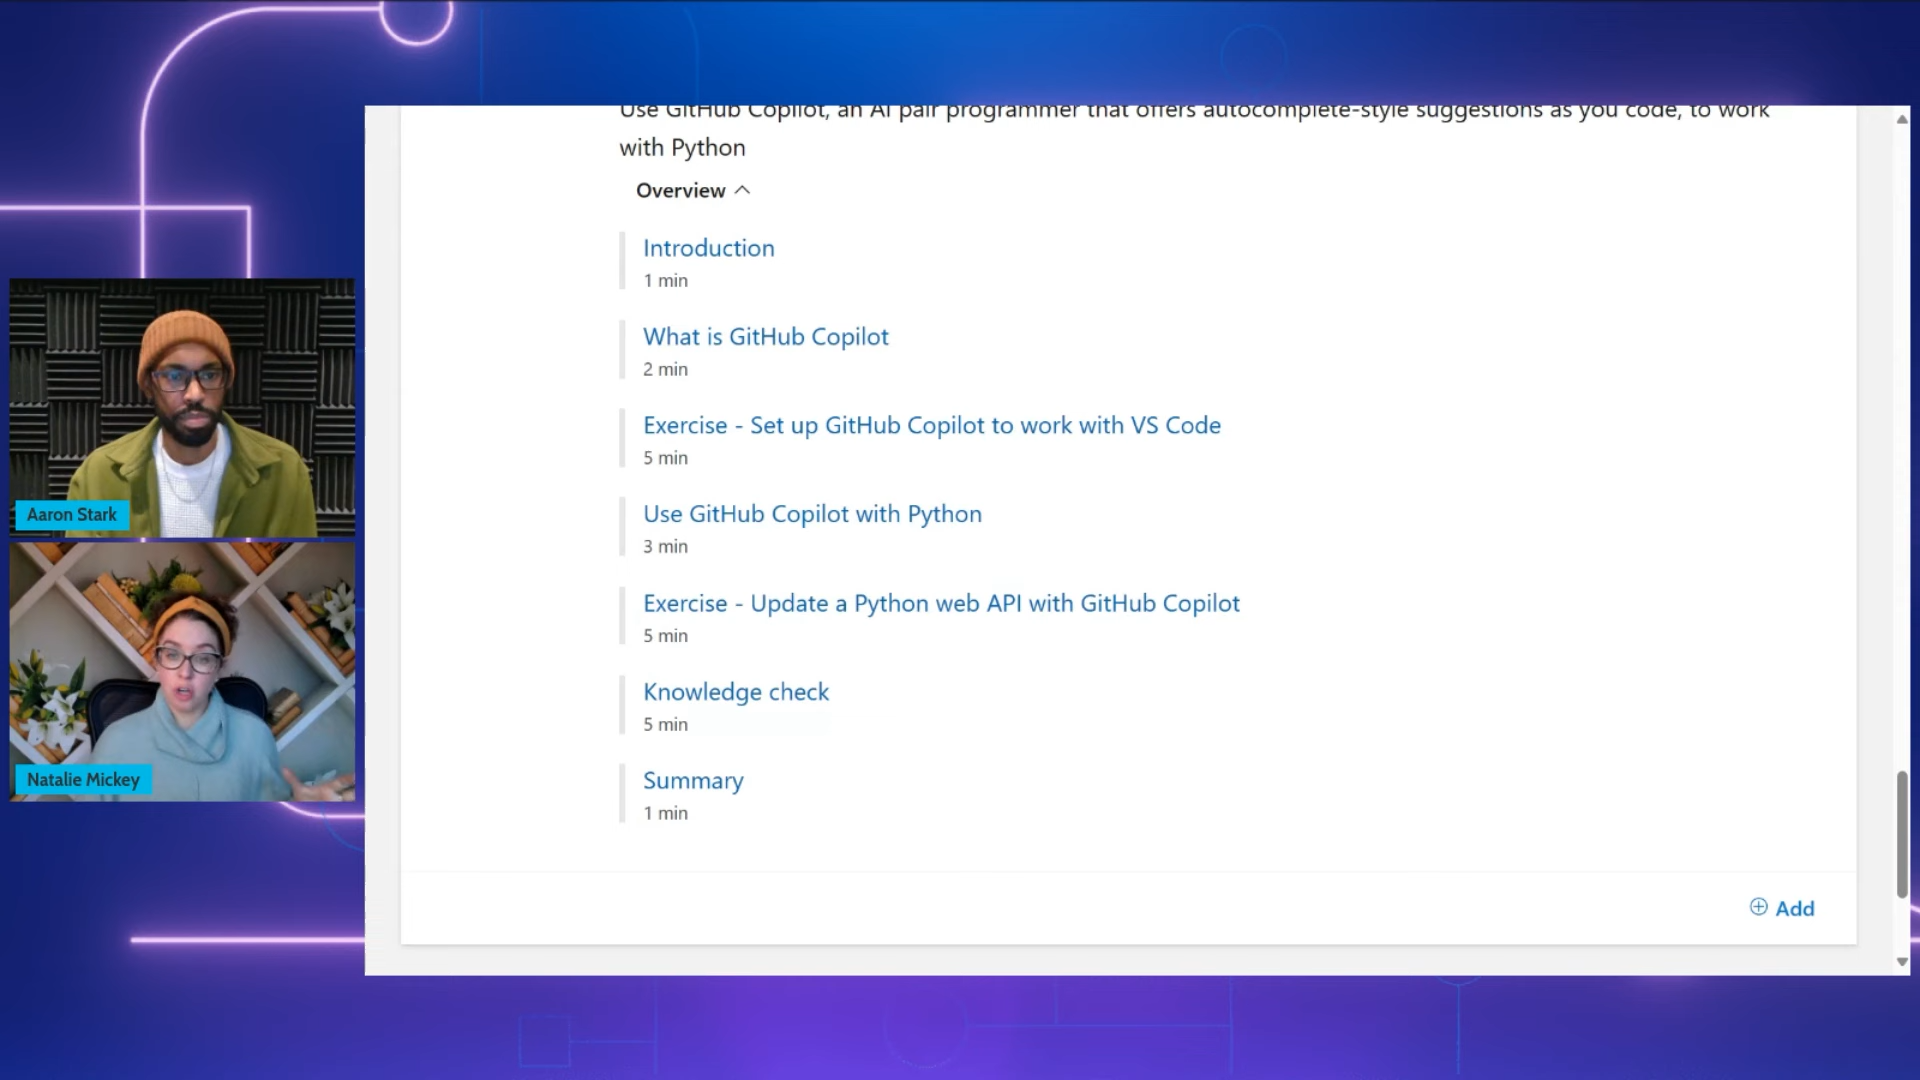 Use GitHub Copilot, an AI pair programmer that offers autocomplete-style suggestions as you code, to work
with Python
Overview
Introduction
1 min
What is GitHub Copilot
2 min
Exercise - Set up GitHub Copilot to work with VS Code
5 min
Use GitHub Copilot with Python
3 min
Exercise - Update a Python web API with GitHub Copilot
5 min
Knowledge check
5 min
Summary
1 min
Add
Aaron Stark
Natalie Mickey